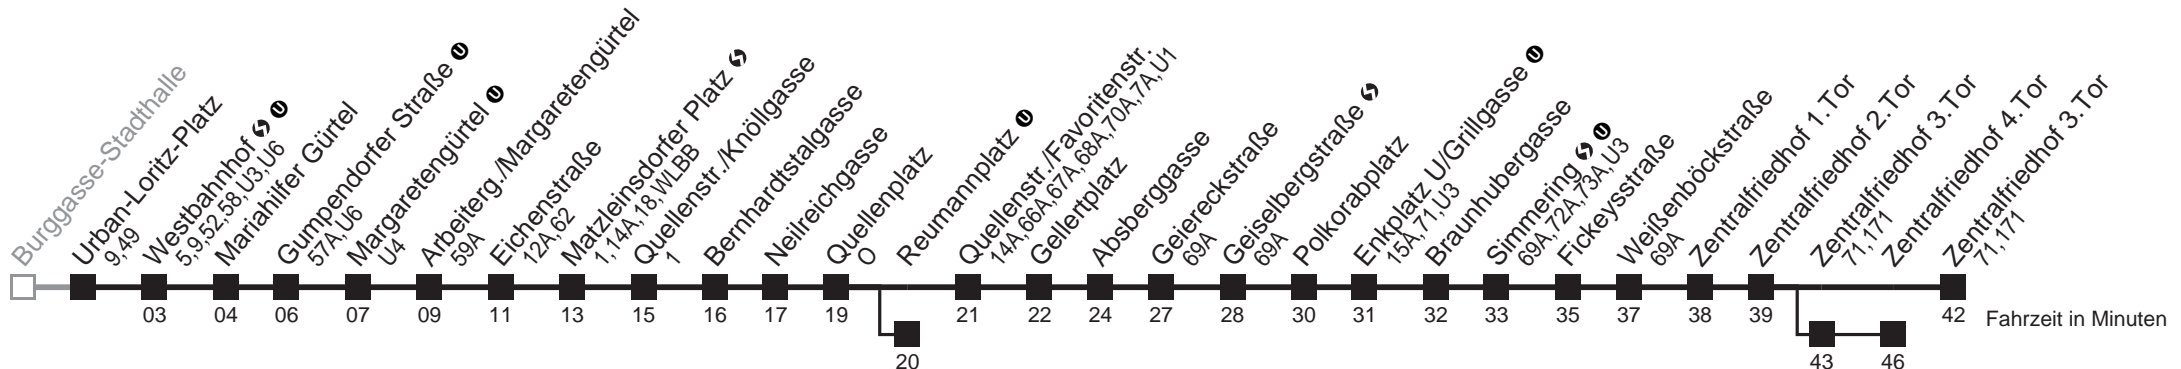 Burggasse-Stadthalle
Urban-Loritz-Platz
9,49
Westbahnhof
5,9,52,58,U3,U6
Mariahilfer Gürtel
Gumpendorfer Straße U
57A,U6
Margaretengürtel U
U4
Arbeiterg./Margaretengürtel
59A
Eichenstraße
12A,62
Matzleinsdorfer Platz
1,14A,18,WLBB
Quellenstr./Knöllgasse
1
Bernhardtstalgasse
Neilreichgasse
Quellenplatz
O
Reumannplatz U
Quellenstr./Favoritenstr.
14A,66A,67A,68A,70A,7A,U1
Gellertplatz
Absberggasse
Geiereckstraße
69A
Geiselbergstraße
69A
Polkorabplatz
Enkplatz U/Grillgasse U
15A,71,U3
Braunhubergasse
Simmering U
69A,72A,73A,U3
Fickeysstraße
Weißenböckstraße
69A
Zentralfriedhof 1.Tor
Zentralfriedhof 2.Tor
Zentralfriedhof 3.Tor
71,171
Zentralfriedhof 4.Tor
Zentralfriedhof 3.Tor
71,171
03 04 06 07 09 11 13 15 16 17 19 21 22 24 27 28 30 31 32 33 35 37 38 39 42 Fahrzeit in Minuten
20 43 46